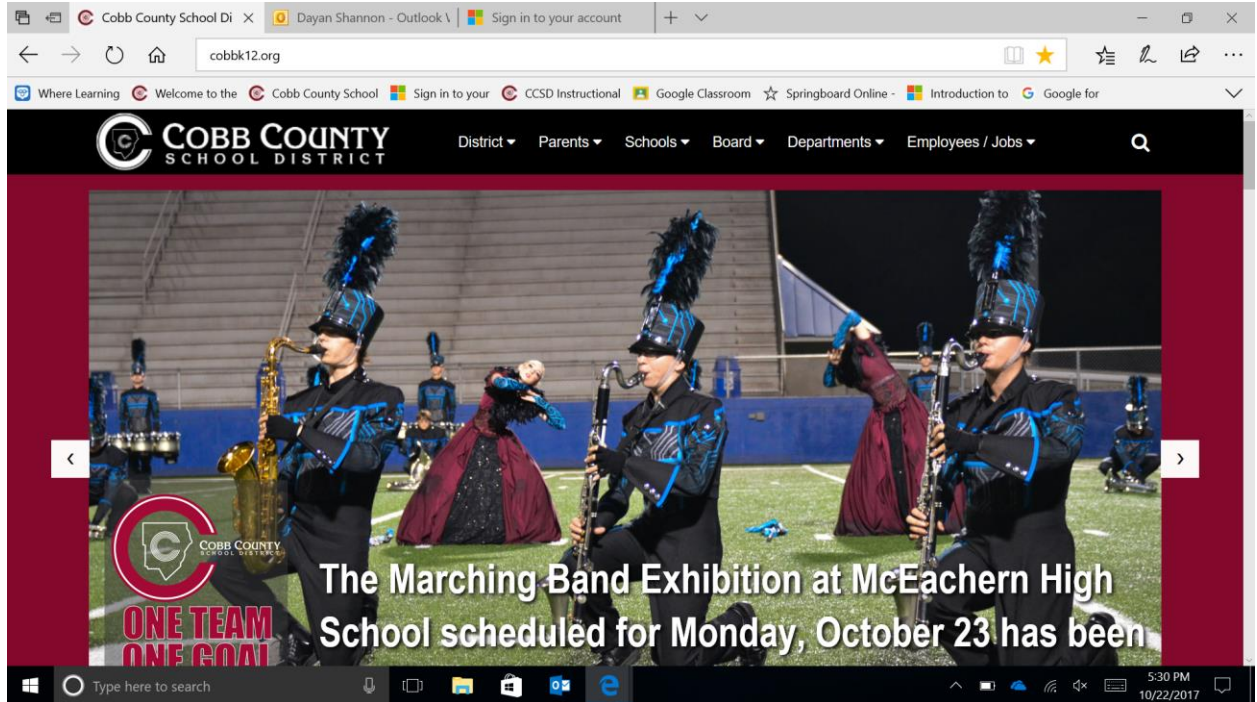 Cobb County School Di
Dayan Shannon - Outlook \
Sign in to your account
cobbk12.org
Where Learning
Welcome to the
Cobb County School
Sign in to your
CCSD Instructional
Google Classroom
Springboard Online -
Introduction to
Google for
COBB COUNTY
SCHOOL DISTRICT
District
Parents
Schools
Board
Departments
Employees / Jobs
COBB COUNTY
SCHOOL DISTRICT
ONE TEAM
ONE GOAL
The Marching Band Exhibition at McEachern High
School scheduled for Monday, October 23 has been
Type here to search
5:30 PM
10/22/2017